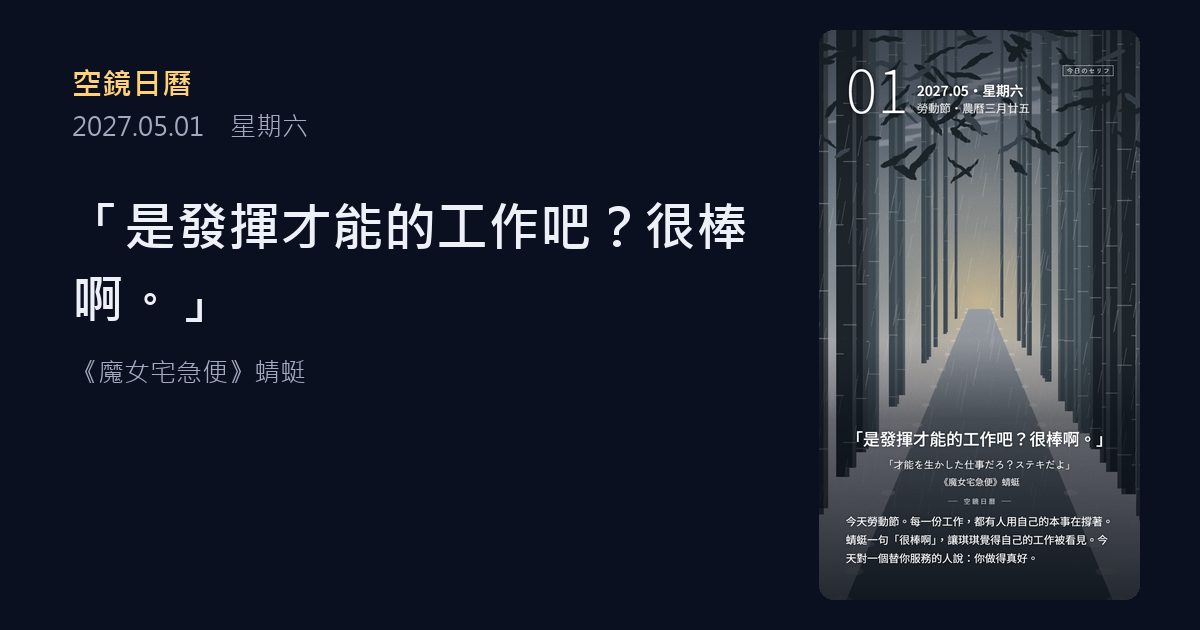 空鏡日曆
2027.05.01 星期六
「是發揮才能的工作吧？很棒
啊。」
《魔女宅急便》蜻蜓
今日のセリフ
01
2027.05・星期六
勞動節・農曆三月廿五
「是發揮才能的工作吧？很棒啊。」
「才能を生かした仕事だろ？ステキだよ」
《魔女宅急便》蜻蜓
— 空鏡日曆 —
今天勞動節。每一份工作，都有人用自己的本事在撐著。
蜻蜓一句「很棒啊」，讓琪琪覺得自己的工作被看見。今
天對一個替你服務的人說：你做得真好。